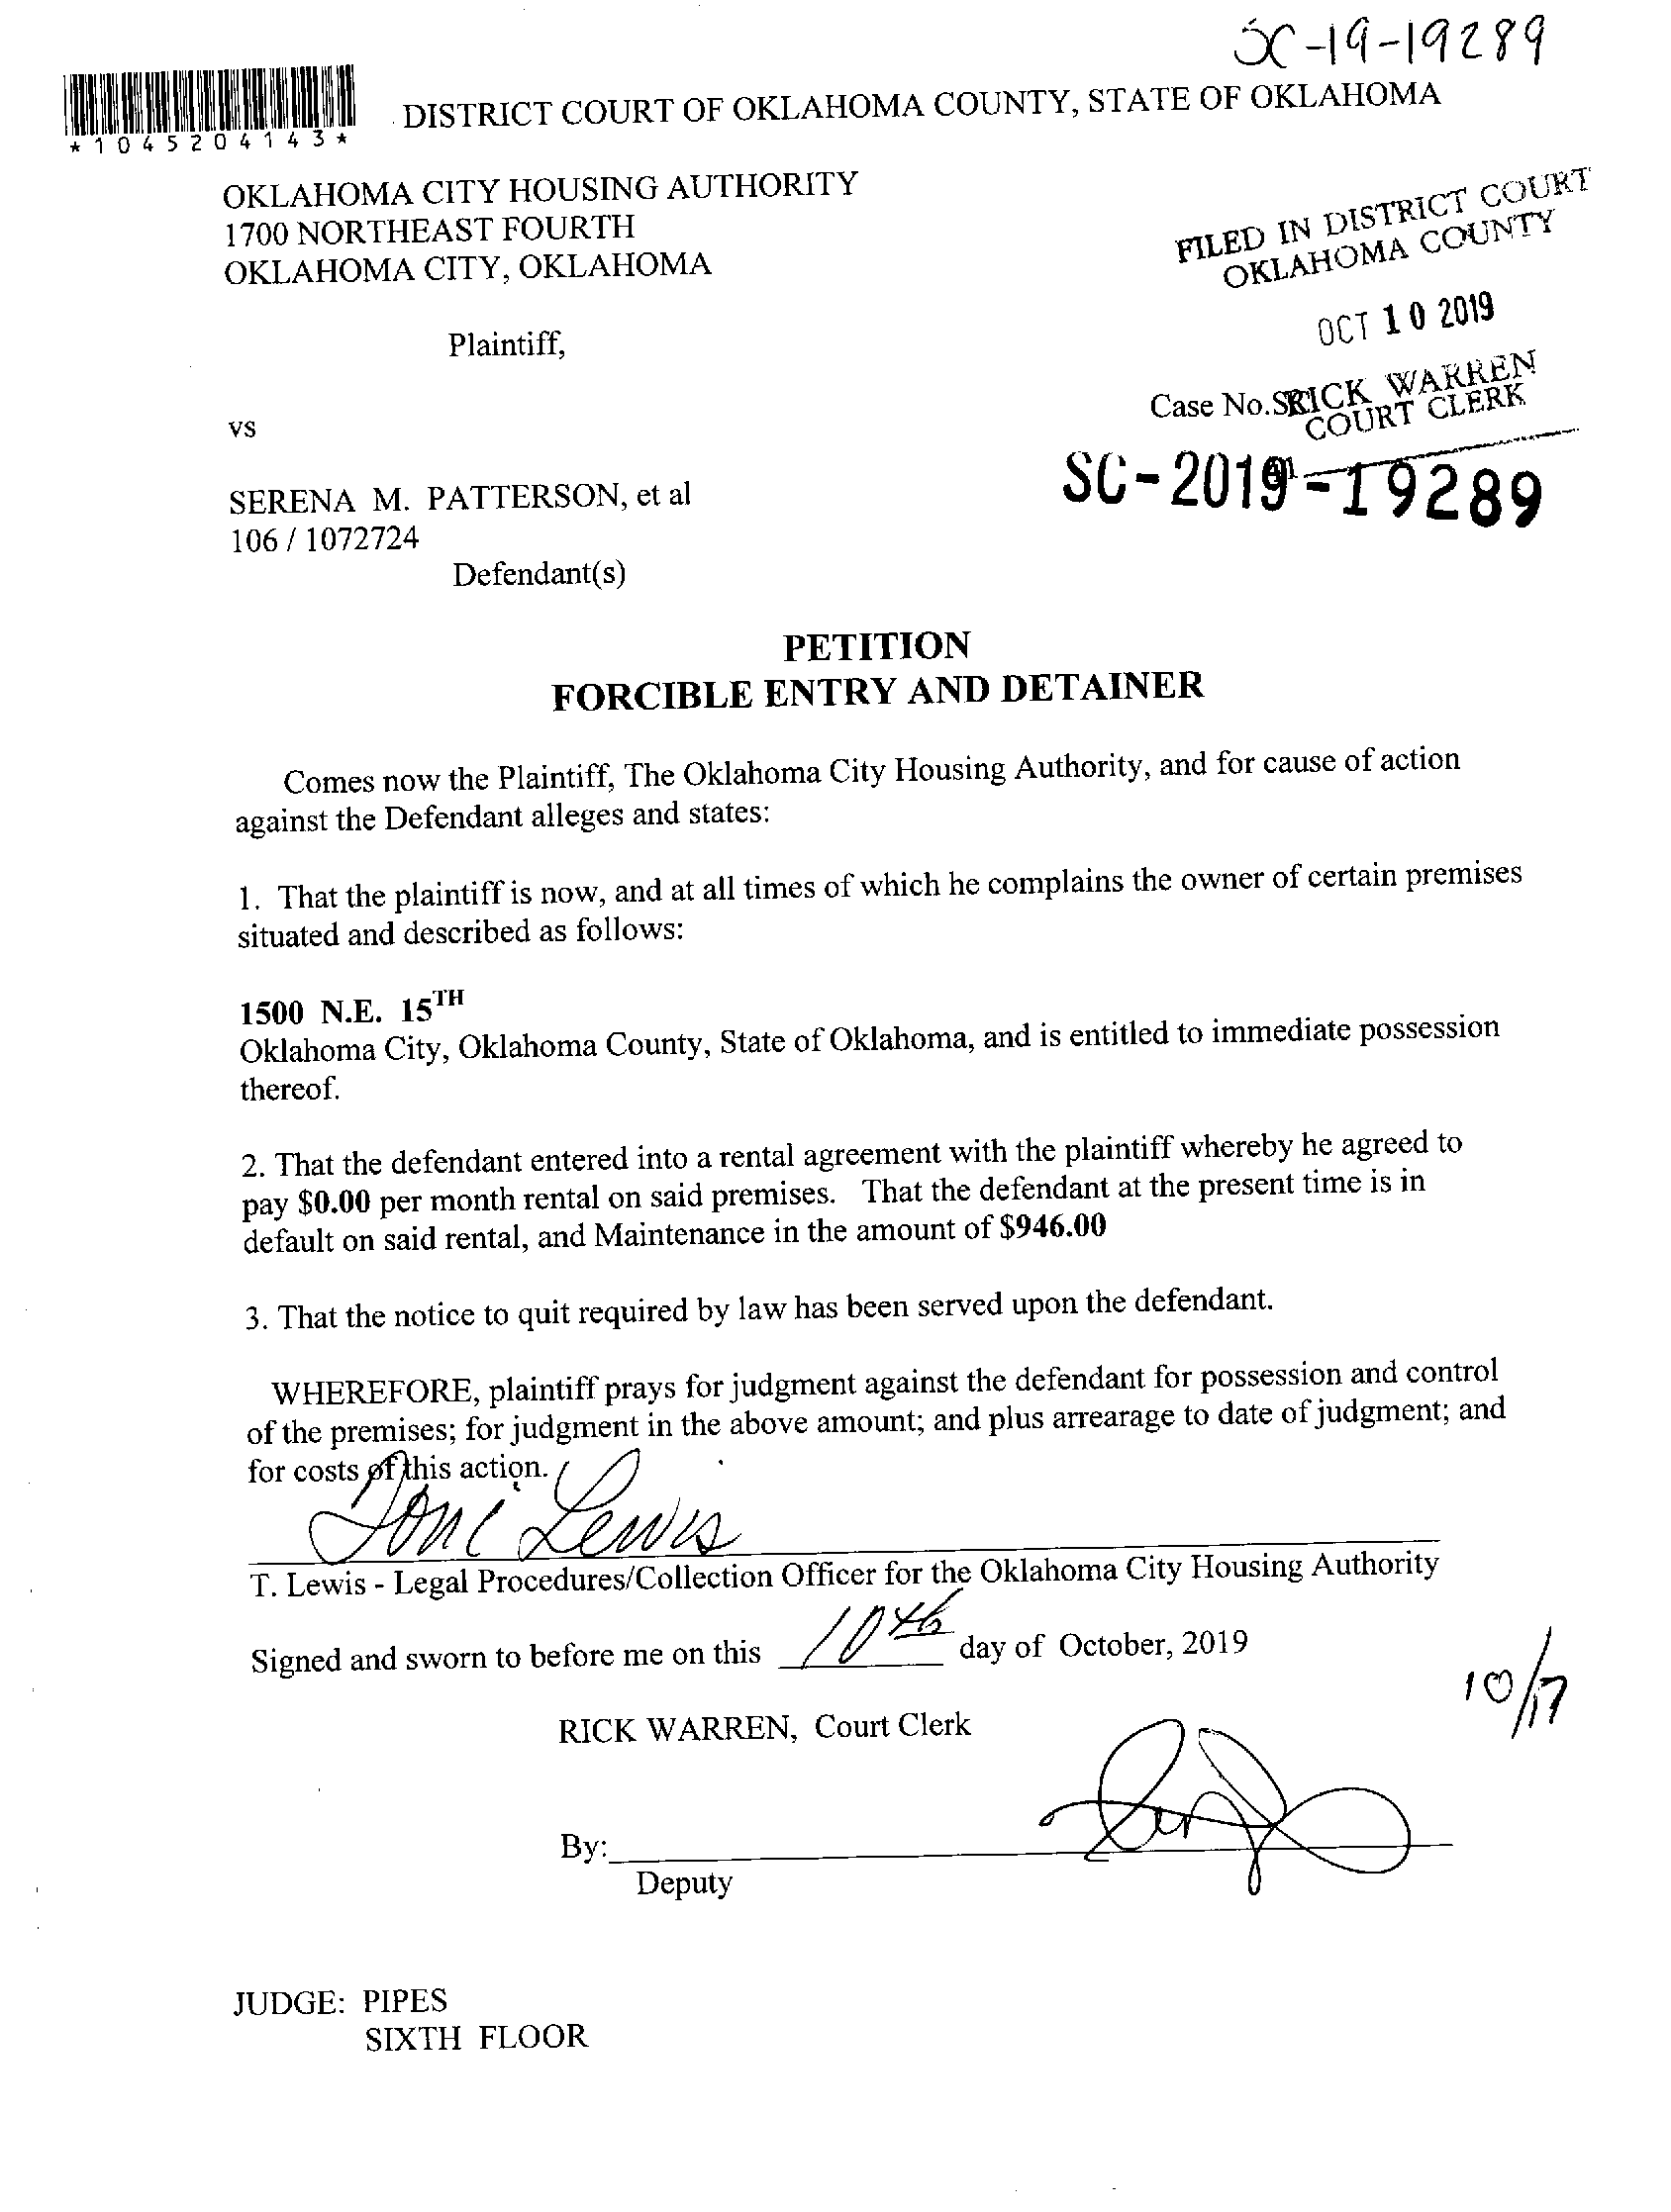 SC-19-19289
*1045204143*
DISTRICT COURT OF OKLAHOMA COUNTY, STATE OF OKLAHOMA
OKLAHOMA CITY HOUSING AUTHORITY
1700 NORTHEAST FOURTH
OKLAHOMA CITY, OKLAHOMA
FILED IN DISTRICT COURT
OKLAHOMA COUNTY
OCT 10 2019
Plaintiff,
RICK WARREN
COURT CLERK
Case No.
vs
SC-2019-19289
SERENA M. PATTERSON, et al
106 / 1072724
Defendant(s)
PETITION
FORCIBLE ENTRY AND DETAINER
Comes now the Plaintiff, The Oklahoma City Housing Authority, and for cause of action
against the Defendant alleges and states:
1. That the plaintiff is now, and at all times of which he complains the owner of certain premises
situated and described as follows:
1500 N.E. 15TH
Oklahoma City, Oklahoma County, State of Oklahoma, and is entitled to immediate possession
thereof.
2. That the defendant entered into a rental agreement with the plaintiff whereby he agreed to
pay $0.00 per month rental on said premises. That the defendant at the present time is in
default on said rental, and Maintenance in the amount of $946.00
3. That the notice to quit required by law has been served upon the defendant.
WHEREFORE, plaintiff prays for judgment against the defendant for possession and control
of the premises; for judgment in the above amount; and plus arrearage to date of judgment; and
for costs of this action.
Toni Lewis
T. Lewis - Legal Procedures/Collection Officer for the Oklahoma City Housing Authority
Signed and sworn to before me on this 10th day of October, 2019
10/17
RICK WARREN, Court Clerk
By:
Deputy
JUDGE: PIPES
SIXTH FLOOR